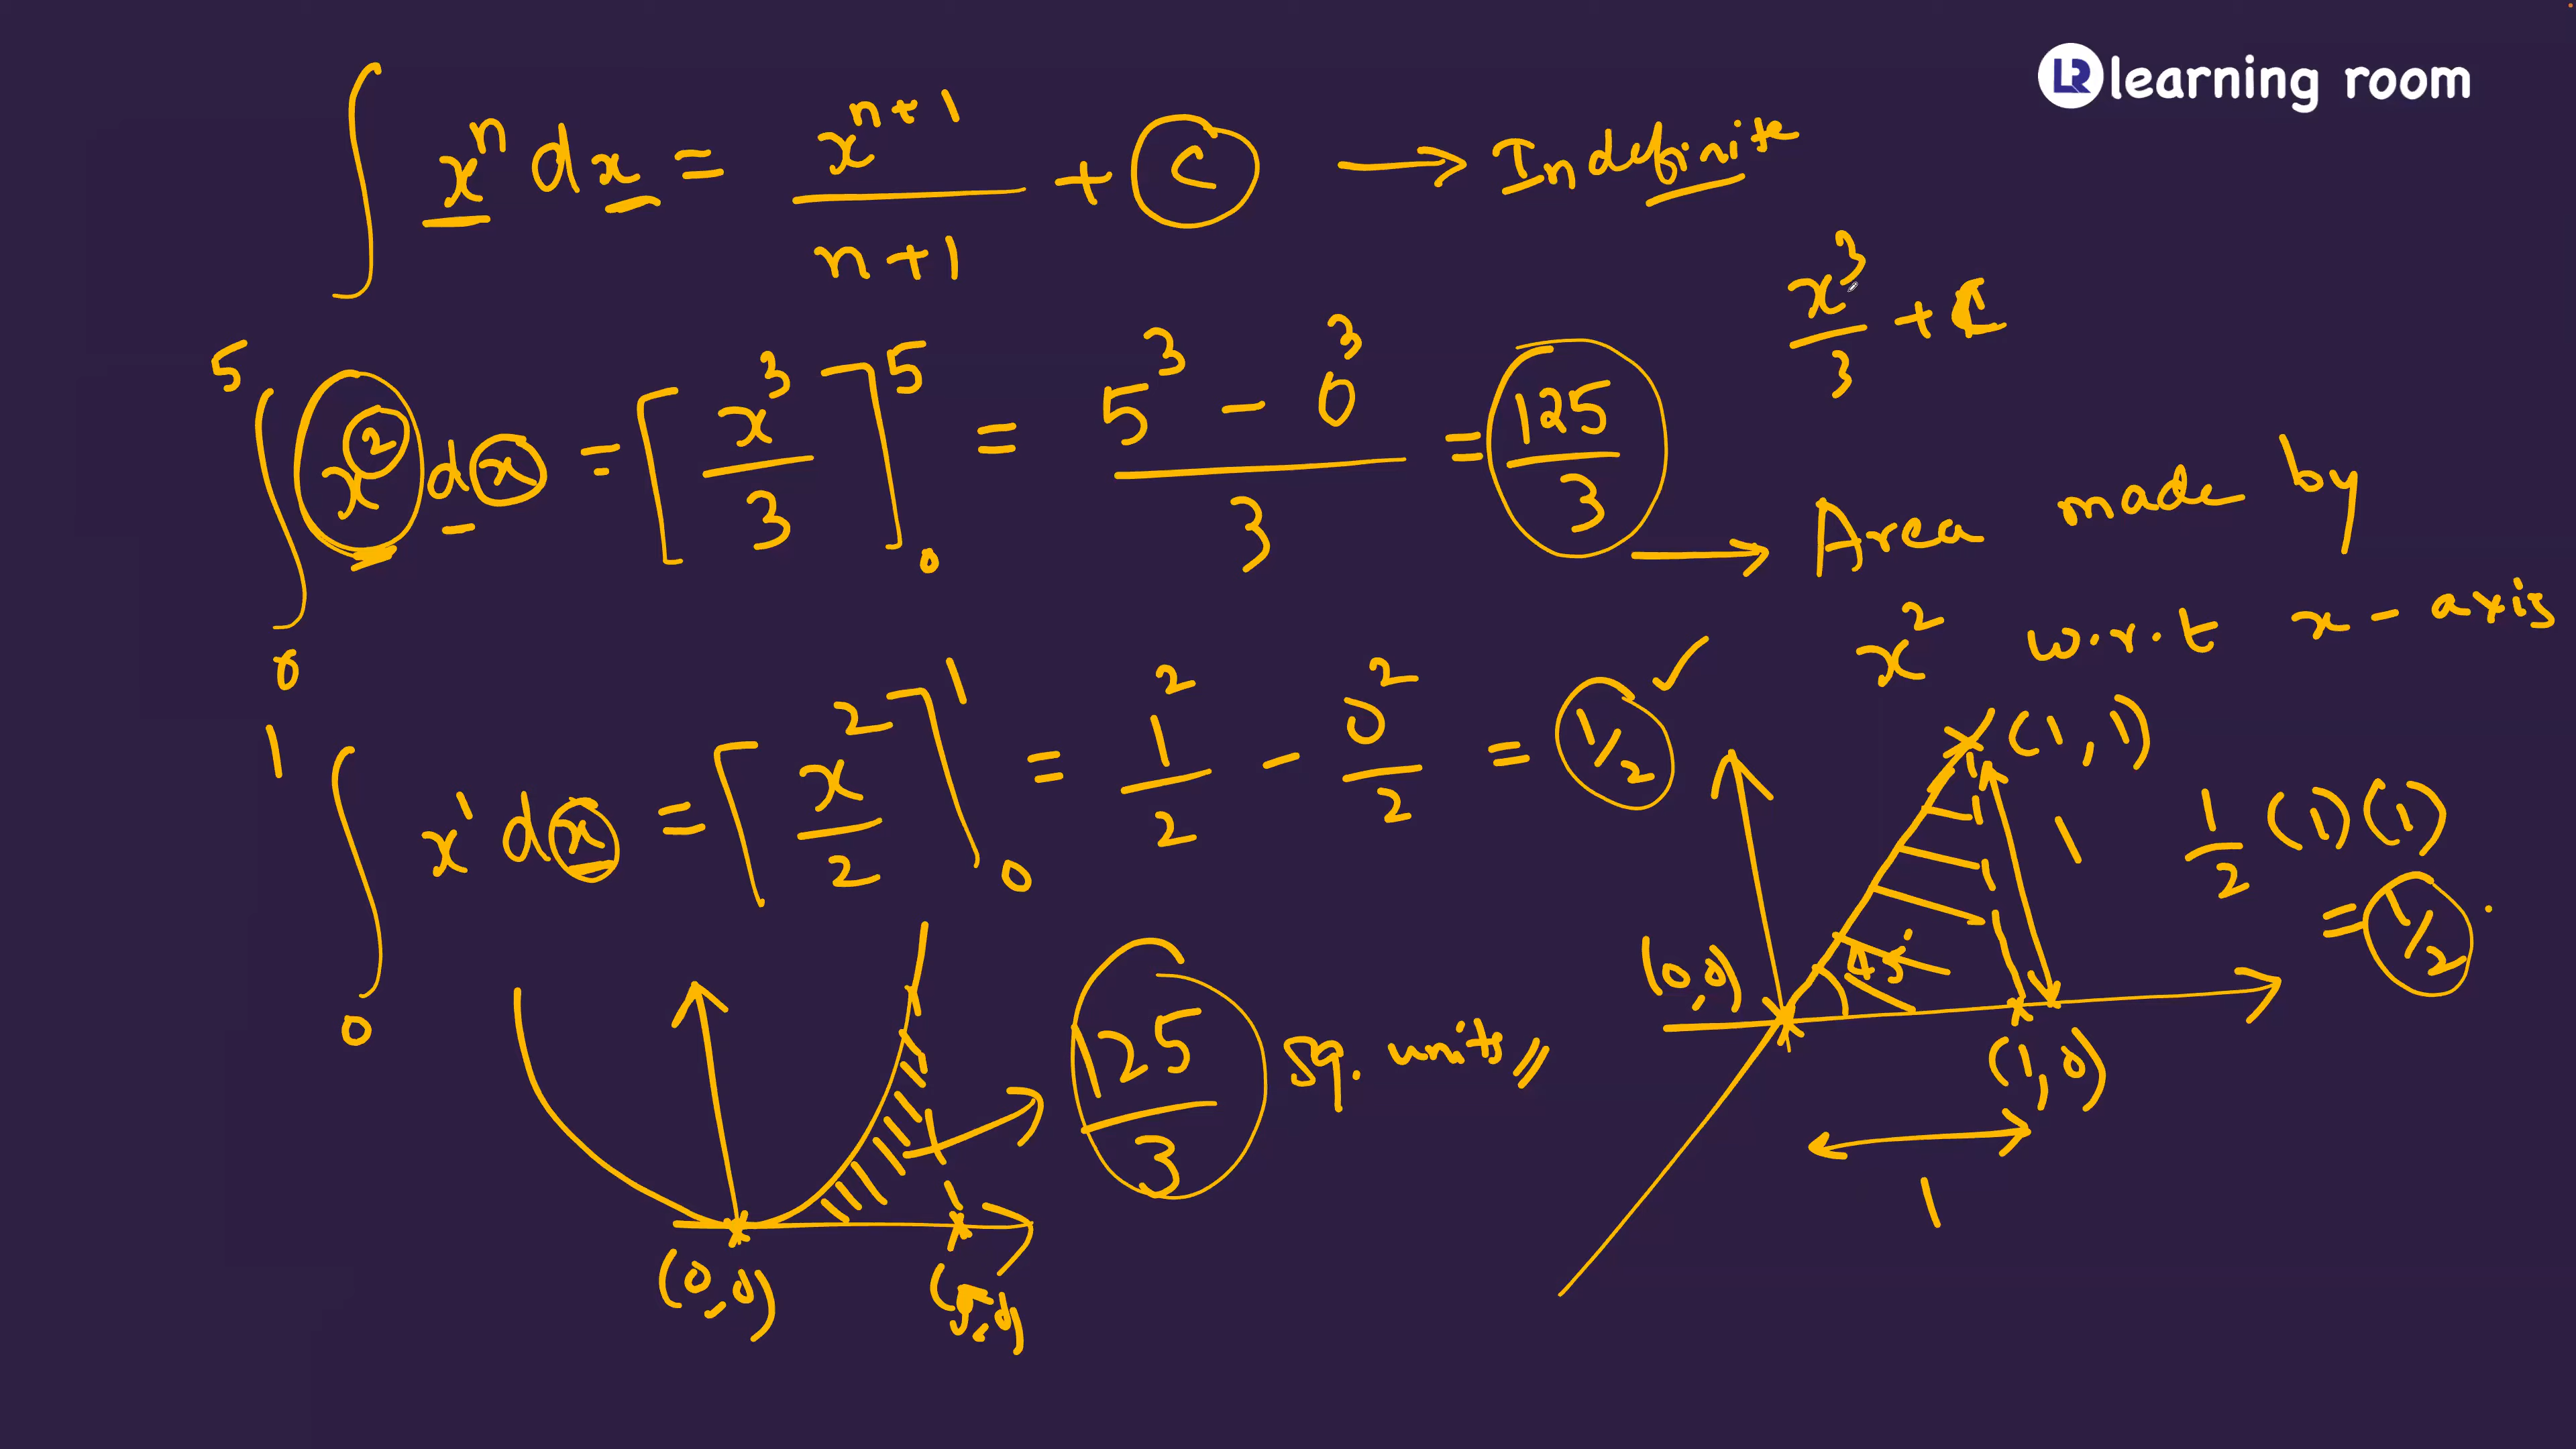 learning room
∫ xⁿ dx = xⁿ⁺¹/n+1 + C → Indefinite
x³/3 + C
∫₀⁵ x² dx = [x³/3]₀⁵ = 5³ - 0³/3 = 125/3 → Area made by
x² w.r.t x-axis
∫₀¹ x¹ dx = [x²/2]₀¹ = 1²/2 - 0²/2 = 1/2 ✓
(1,1)
1
1/2 (1)(1)
= 1/2
(0,0)
45°
(1,0)
1
125/3 sq. units //
(0,0)
(5,0)